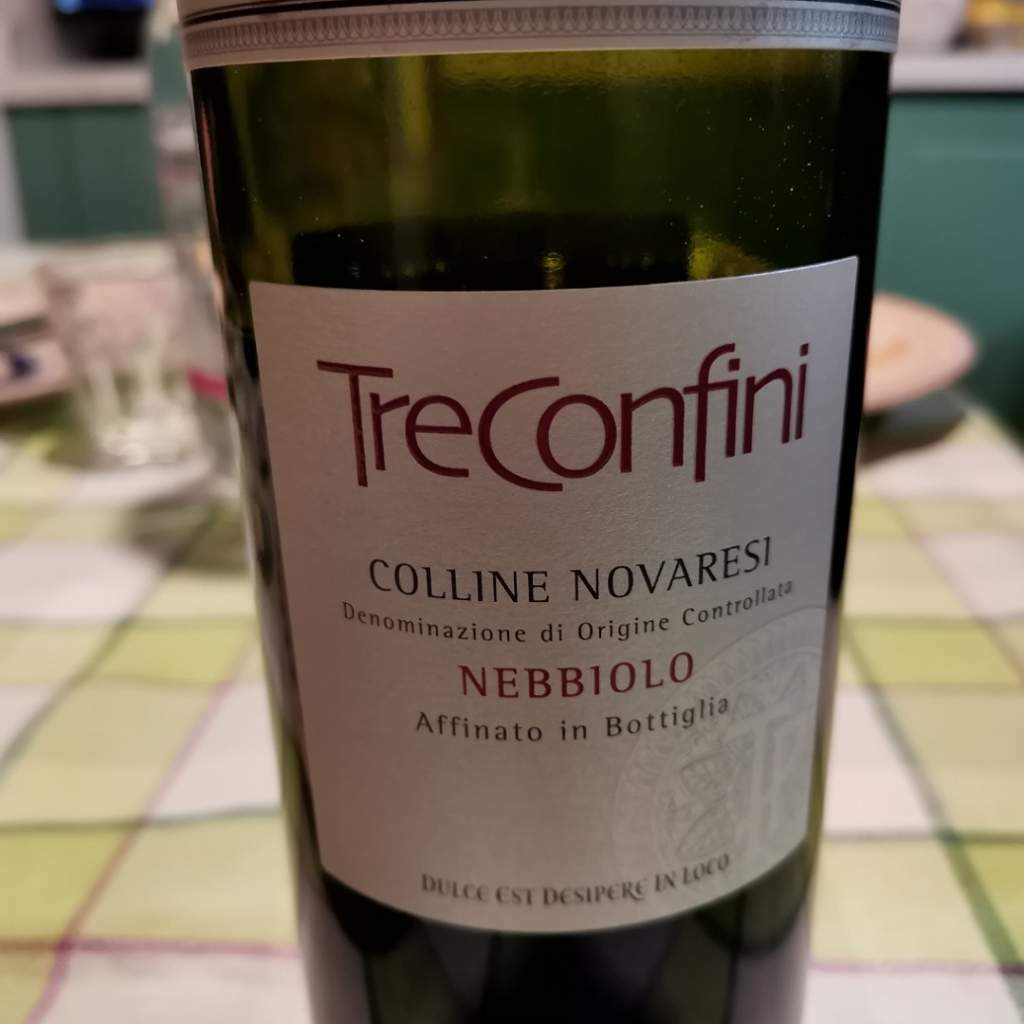 TreConfini
COLLINE NOVARESI
Denominazione di Origine Controllata
NEBBIOLO
Affinato in Bottiglia
DULCE EST DESIPERE IN LOCO